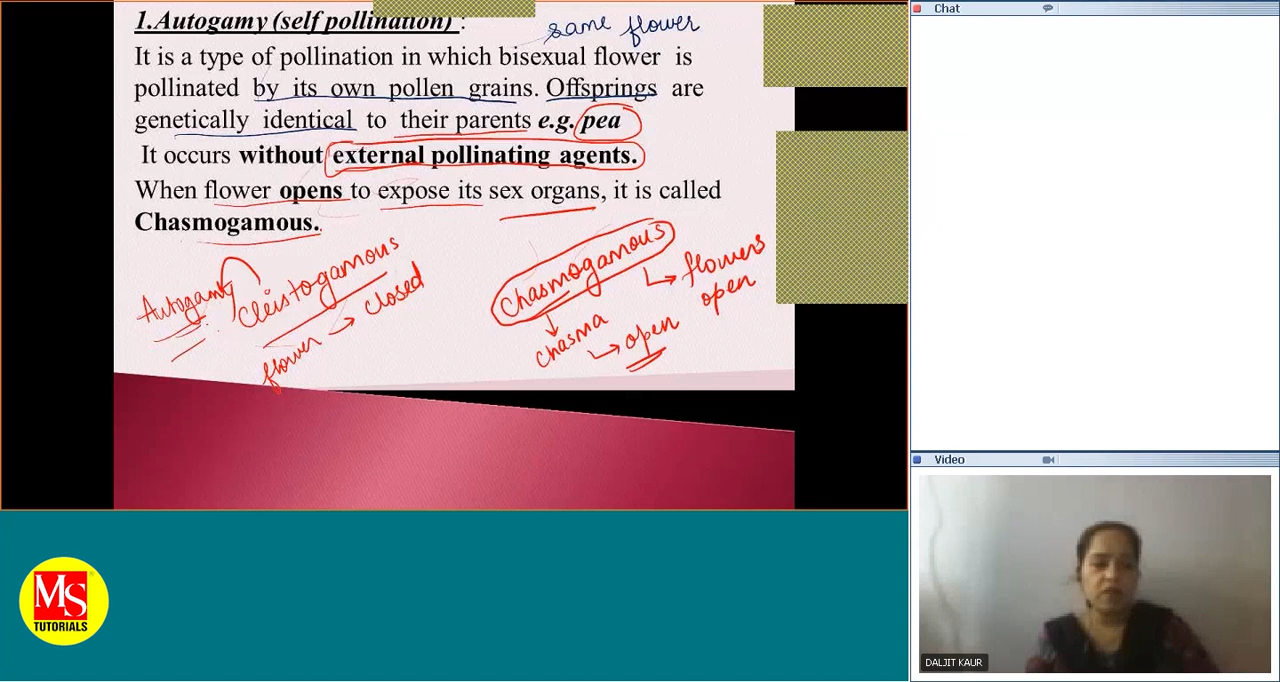 1.Autogamy (self pollination) :
same flower
It is a type of pollination in which bisexual flower is
pollinated by its own pollen grains. Offsprings are
genetically identical to their parents e.g. pea
It occurs without external pollinating agents.
When flower opens to expose its sex organs, it is called
Chasmogamous.
Autogamy
Cleistogamous
flower → closed
Chasmogamous
flowers
open
chasma
open
Chat
Video
DALJIT KAUR
MS
TUTORIALS